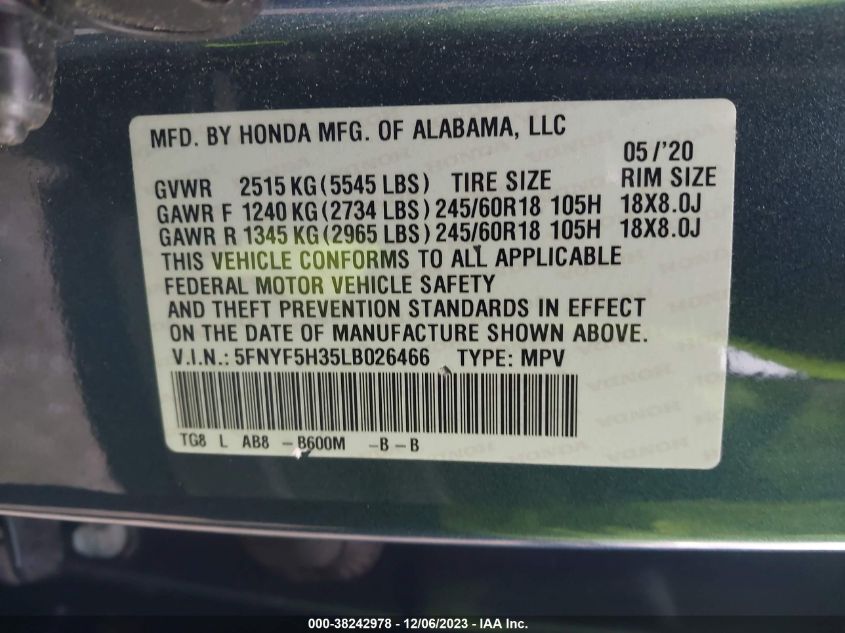 MFD. BY HONDA MFG. OF ALABAMA, LLC
05/'20
GVWR 2515 KG (5545 LBS) TIRE SIZE RIM SIZE
GAWR F 1240 KG (2734 LBS) 245/60R18 105H 18X8.0J
GAWR R 1345 KG (2965 LBS) 245/60R18 105H 18X8.0J
THIS VEHICLE CONFORMS TO ALL APPLICABLE
FEDERAL MOTOR VEHICLE SAFETY
AND THEFT PREVENTION STANDARDS IN EFFECT
ON THE DATE OF MANUFACTURE SHOWN ABOVE.
V.I.N.: 5FNYF5H35LB026466 TYPE: MPV
TG8 L AB8 -B600M -B-B
000-38242978 - 12/06/2023 - IAA Inc.